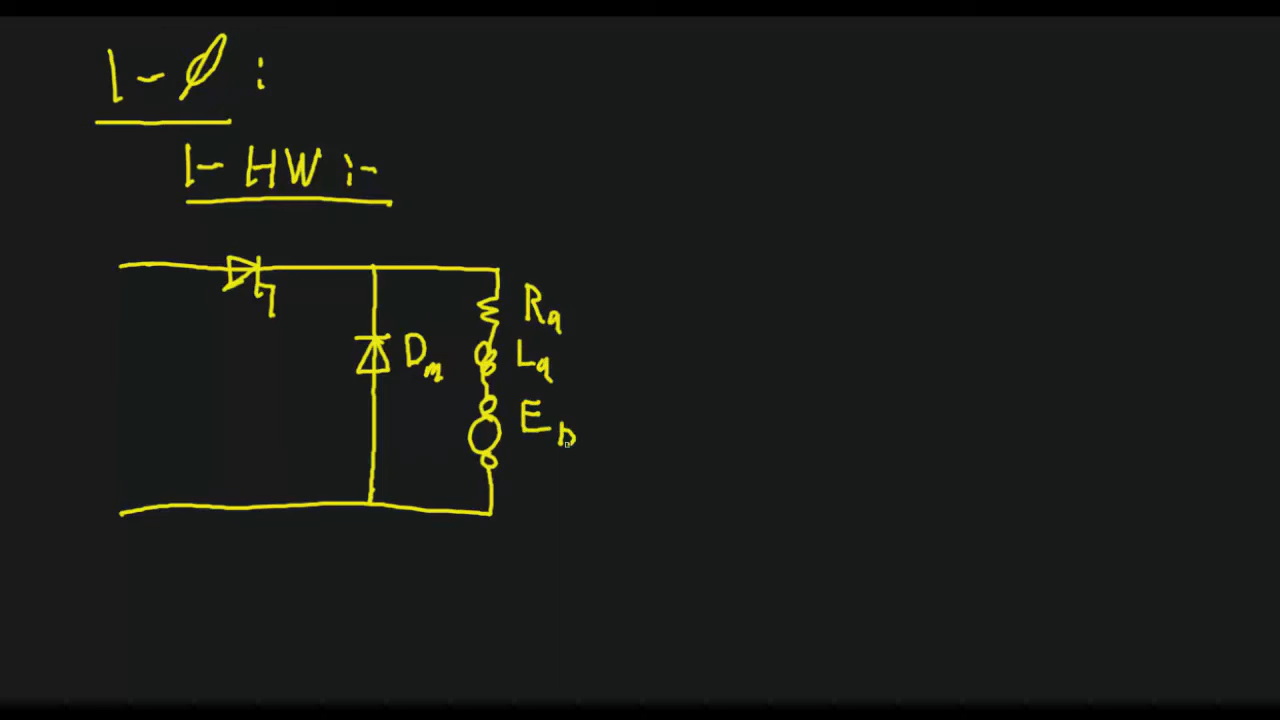 1-φ :
1- HW :-
Ra
Dm
La
Eb